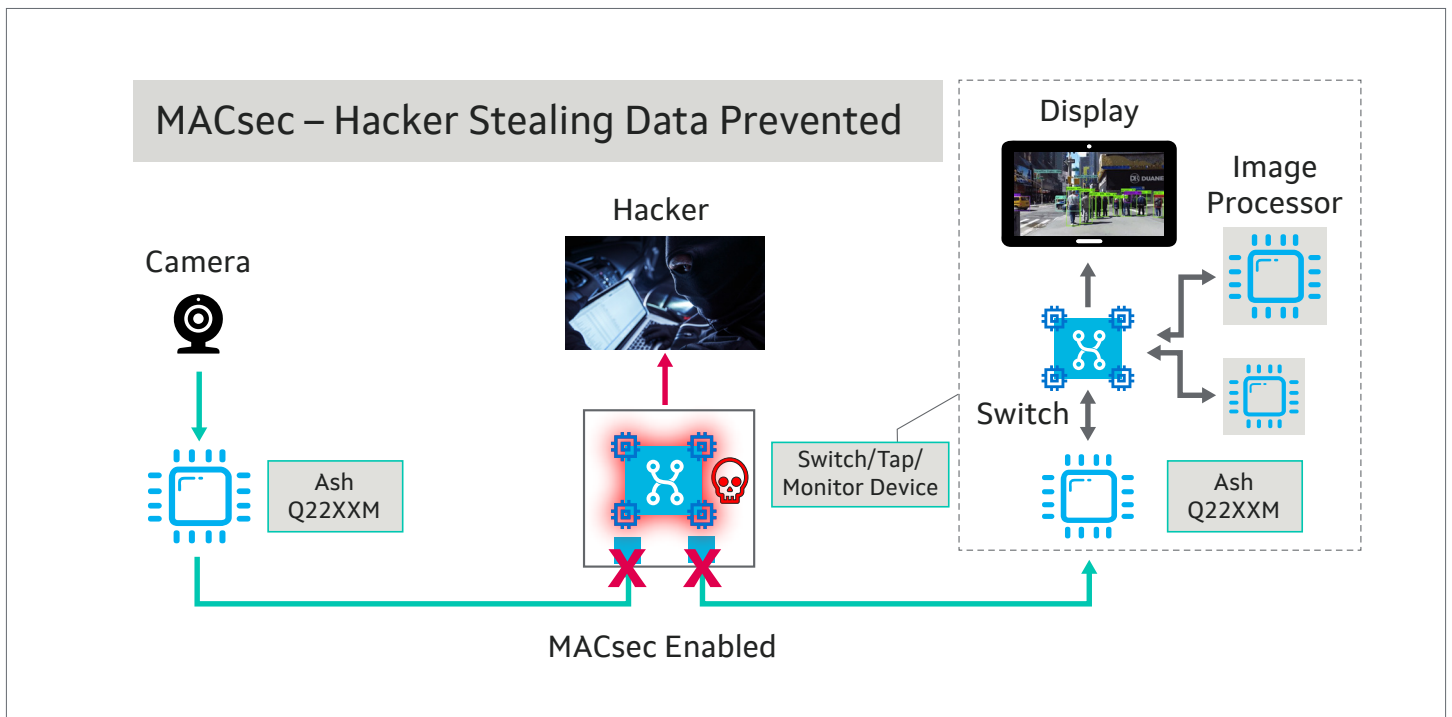 MACsec – Hacker Stealing Data Prevented
Display
DUANE
Image
Processor
Hacker
Camera
Switch
Switch/Tap/
Monitor Device
Ash
Q22XXM
Ash
Q22XXM
MACsec Enabled